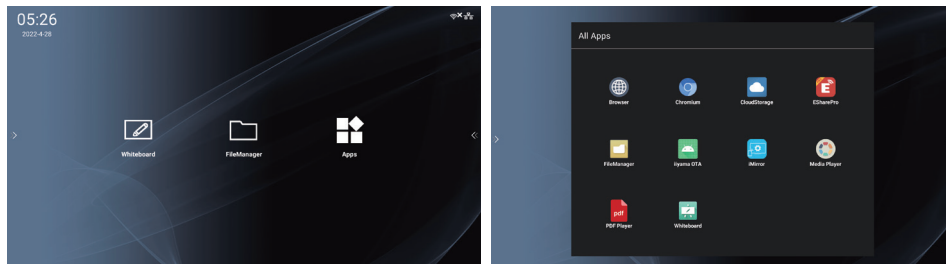 05:26
2022-4-28
Whiteboard FileManager Apps
All Apps
Browser Chromium CloudStorage ESharePro
FileManager iiyama OTA iMirror Media Player
pdf
PDF Player Whiteboard